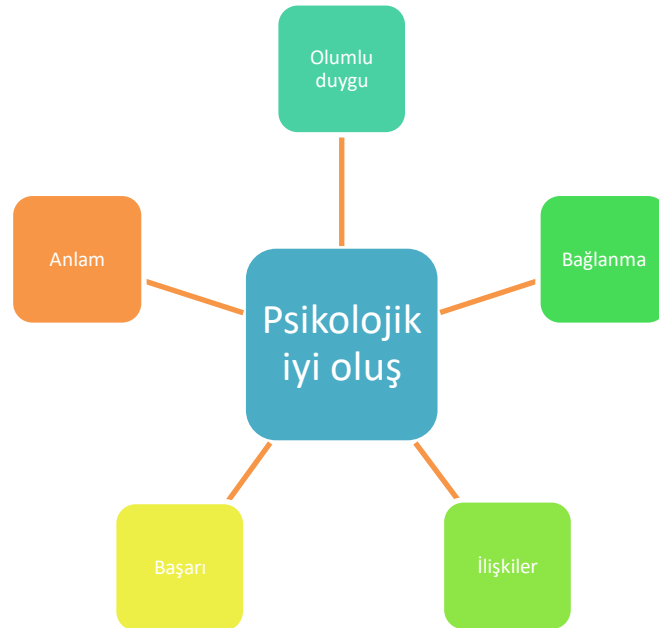 Olumlu
duygu
Anlam
Bağlanma
Psikolojik
iyi oluş
Başarı
İlişkiler